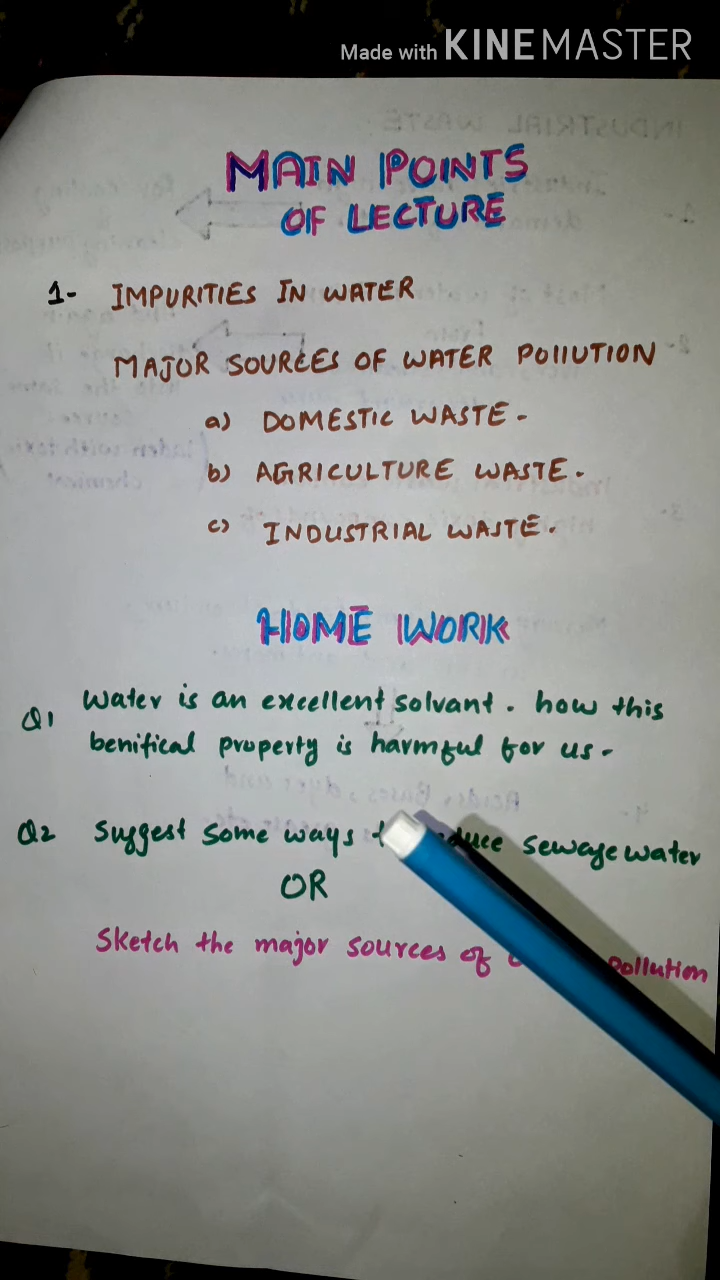 Made with KINEMASTER
MAIN POINTS
OF LECTURE
1- IMPURITIES IN WATER
MAJOR SOURCES OF WATER POLLUTION
a) DOMESTIC WASTE.
b) AGRICULTURE WASTE.
c) INDUSTRIAL WASTE.
HOME WORK
Q1 Water is an excellent solvant. how this
benifical property is harmful for us.
Q2 Suggest some ways sewage water
OR
Sketch the major sources of pollution